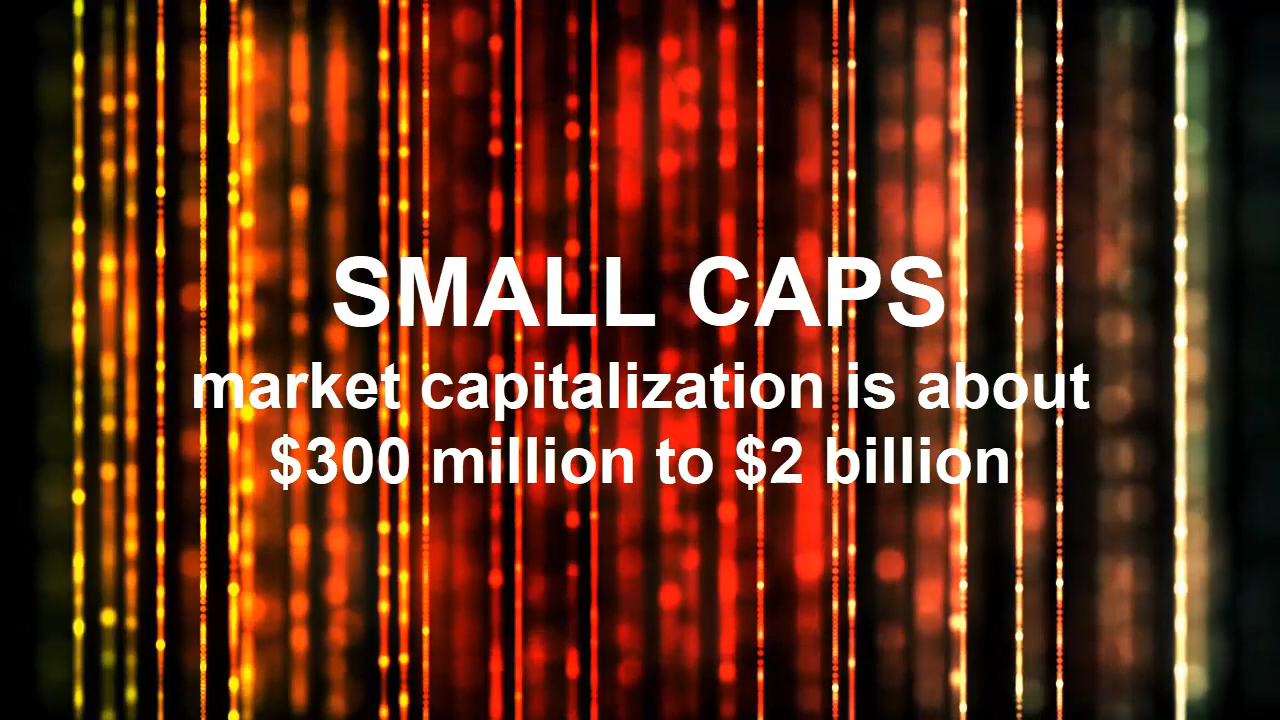 SMALL CAPS
market capitalization is about
$300 million to $2 billion